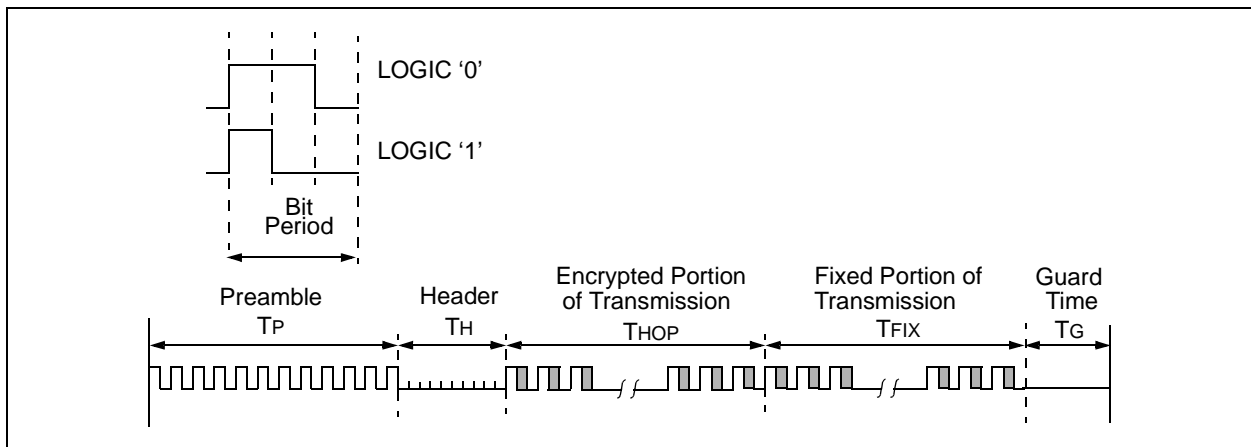 LOGIC ‘0’
LOGIC ‘1’
Bit
Period
Preamble
TP
Header
TH
Encrypted Portion
of Transmission
THOP
Fixed Portion of
Transmission
TFIX
Guard
Time
TG